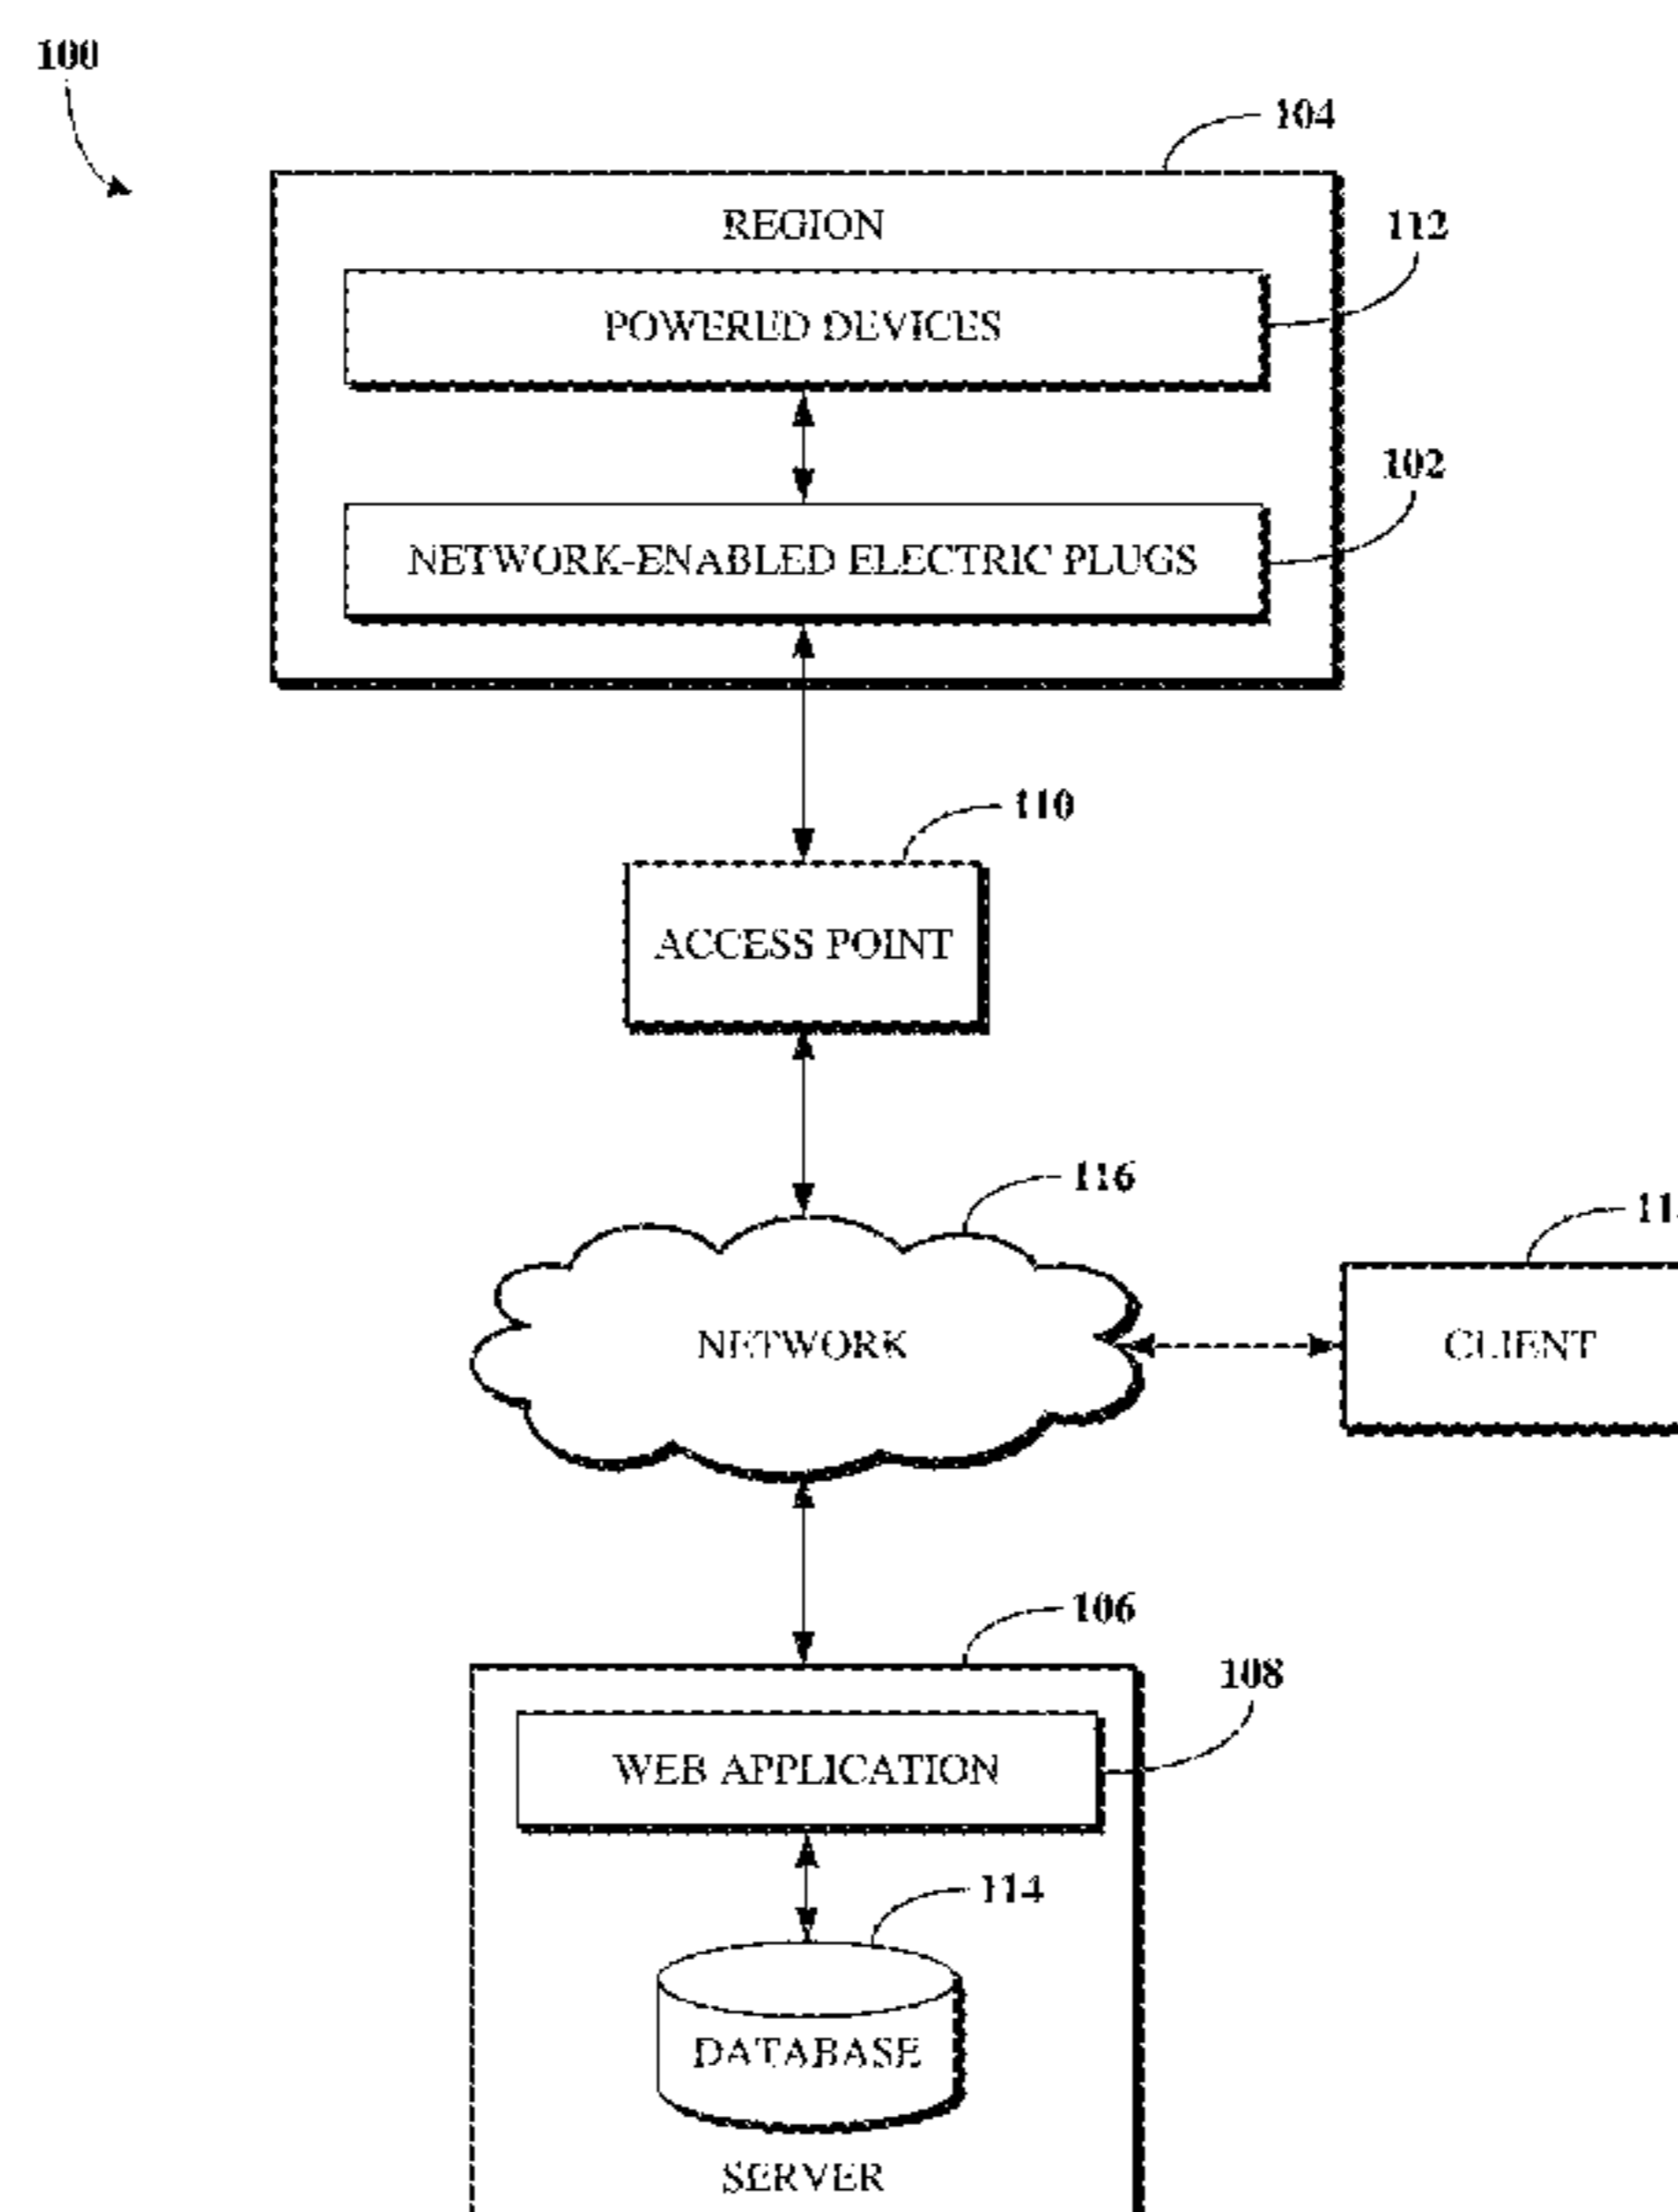 100
104
REGION
112
POWERED DEVICES
102
NETWORK-ENABLED ELECTRIC PLUGS
110
ACCESS POINT
116
NETWORK
CLIENT
106
108
WEB APPLICATION
114
DATABASE
SERVER